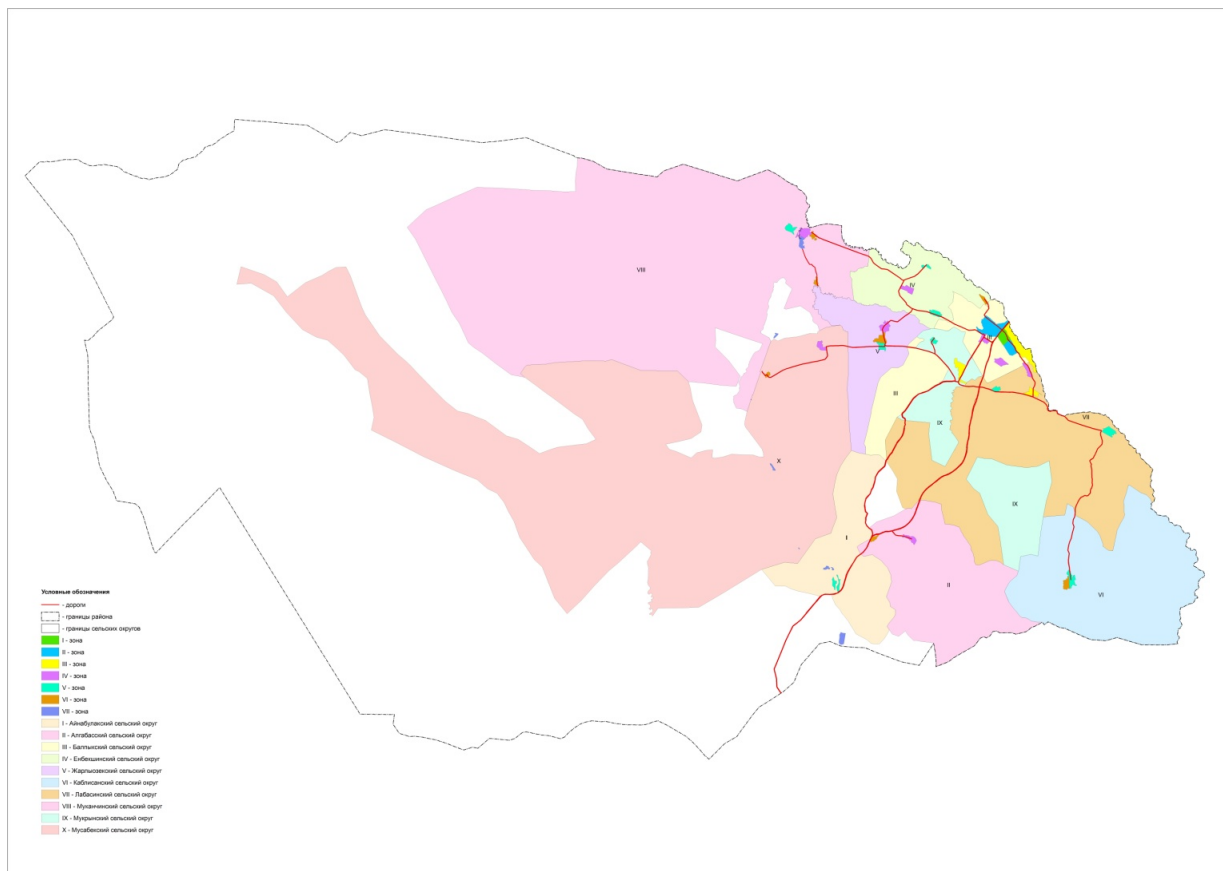 VIII
IV
III
V
III
IX
VII
X
IX
I
II
VI
Условные обозначения
- дороги
- границы района
- границы сельских округов
I - зона
II - зона
III - зона
IV - зона
V - зона
VI - зона
VII - зона
I - Айнабулакский сельский округ
II - Алгабасский сельский округ
III - Балпыкский сельский округ
IV - Енбекшинский сельский округ
V - Жарлыозекский сельский округ
VI - Каблисанский сельский округ
VII - Лабасинский сельский округ
VIII - Муканчинский сельский округ
IX - Мукрынский сельский округ
X - Мусабекский сельский округ